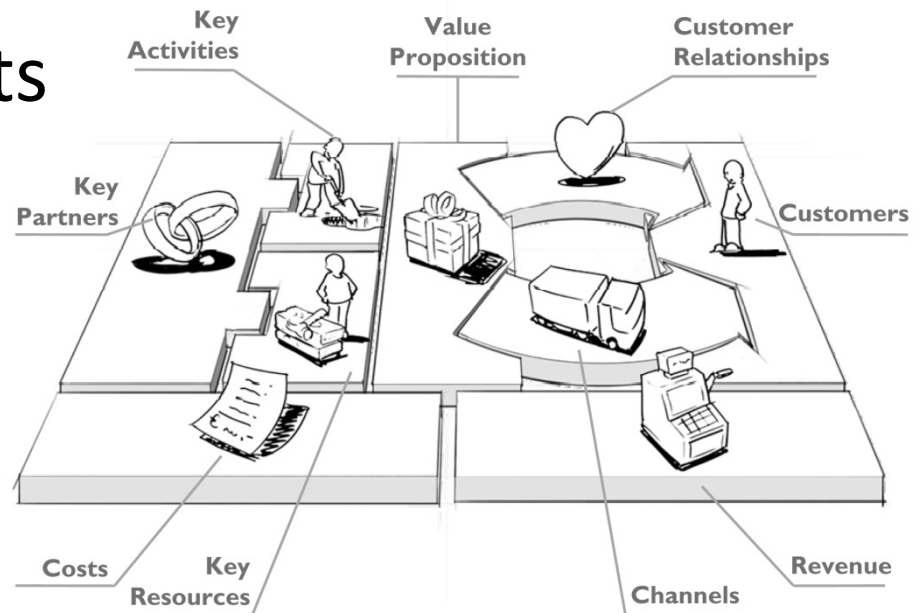 Key
Activities
Value
Proposition
Customer
Relationships
ts
Key
Partners
Customers
Costs
Key
Resources
Channels
Revenue